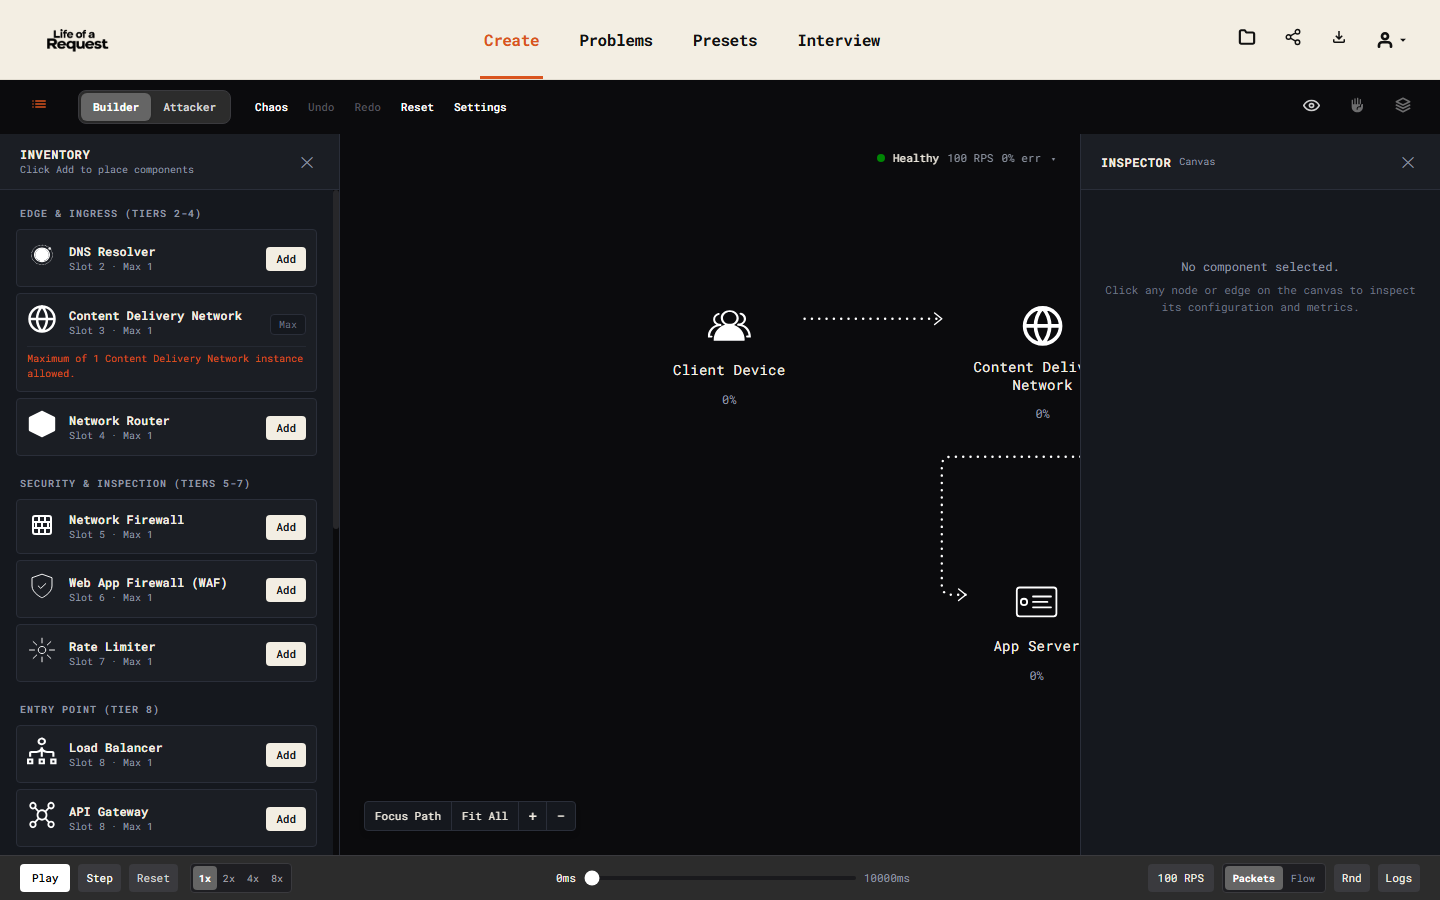 Life of a
Request
Create
Problems
Presets
Interview
Builder
Attacker
Chaos
Undo
Redo
Reset
Settings
INVENTORY
Click Add to place components
EDGE & INGRESS (TIERS 2-4)
DNS Resolver
Slot 2 · Max 1
Add
Content Delivery Network
Slot 3 · Max 1
Max
Maximum of 1 Content Delivery Network instance
allowed.
Network Router
Slot 4 · Max 1
Add
SECURITY & INSPECTION (TIERS 5-7)
Network Firewall
Slot 5 · Max 1
Add
Web App Firewall (WAF)
Slot 6 · Max 1
Add
Rate Limiter
Slot 7 · Max 1
Add
ENTRY POINT (TIER 8)
Load Balancer
Slot 8 · Max 1
Add
API Gateway
Slot 8 · Max 1
Add
Healthy 100 RPS 0% err
Client Device
0%
Content Deliv
Network
0%
App Server
0%
Focus Path
Fit All
+
−
INSPECTOR Canvas
No component selected.
Click any node or edge on the canvas to inspect
its configuration and metrics.
Play
Step
Reset
1x
2x
4x
8x
0ms
10000ms
100 RPS
Packets
Flow
Rnd
Logs